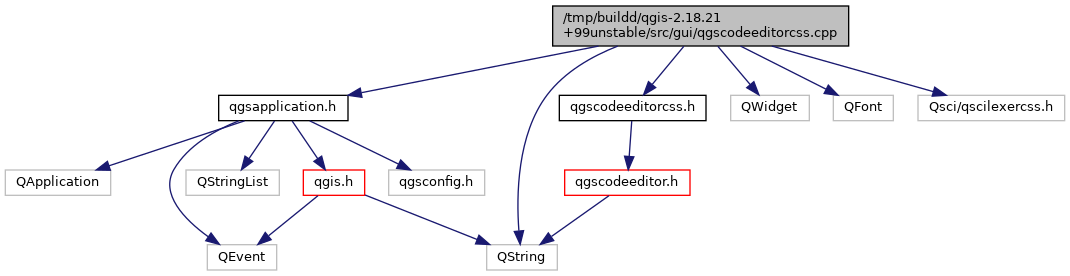 /tmp/buildd/qgis-2.18.21
+99unstable/src/gui/qgscodeeditorcss.cpp
qgsapplication.h
qgscodeeditorcss.h
QWidget
QFont
Qsci/qscilexercss.h
QApplication
QStringList
qgis.h
qgsconfig.h
qgscodeeditor.h
QEvent
QString